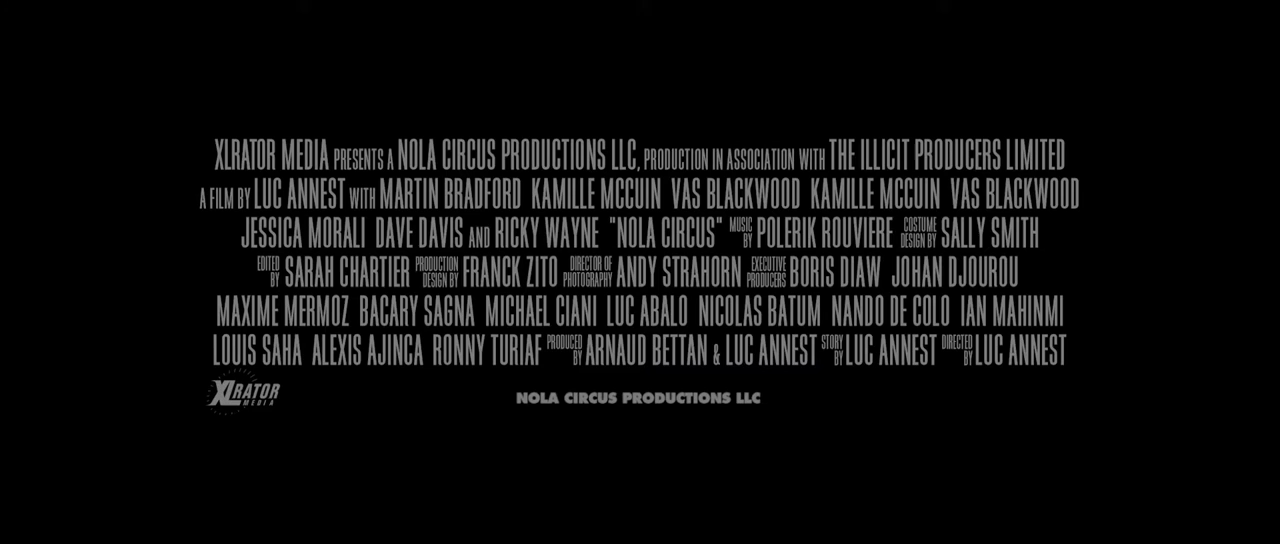 XLRATOR MEDIA PRESENTS A NOLA CIRCUS PRODUCTIONS LLC, PRODUCTION IN ASSOCIATION WITH THE ILLICIT PRODUCERS LIMITED
A FILM BY LUC ANNEST WITH MARTIN BRADFORD KAMILLE MCCUIN VAS BLACKWOOD KAMILLE MCCUIN VAS BLACKWOOD
JESSICA MORALI DAVE DAVIS AND RICKY WAYNE "NOLA CIRCUS" MUSIC BY POLERIK ROUVIERE COSTUME DESIGN BY SALLY SMITH
EDITED BY SARAH CHARTIER PRODUCTION DESIGN BY FRANCK ZITO DIRECTOR OF PHOTOGRAPHY ANDY STRAHORN EXECUTIVE PRODUCERS BORIS DIAW JOHAN DJOUROU
MAXIME MERMOZ BACARY SAGNA MICHAEL CIANI LUC ABALO NICOLAS BATUM NANDO DE COLO IAN MAHINMI
LOUIS SAHA ALEXIS AJINCA RONNY TURIAF PRODUCED BY ARNAUD BETTAN & LUC ANNEST STORY BY LUC ANNEST DIRECTED BY LUC ANNEST
XLRATOR MEDIA
NOLA CIRCUS PRODUCTIONS LLC